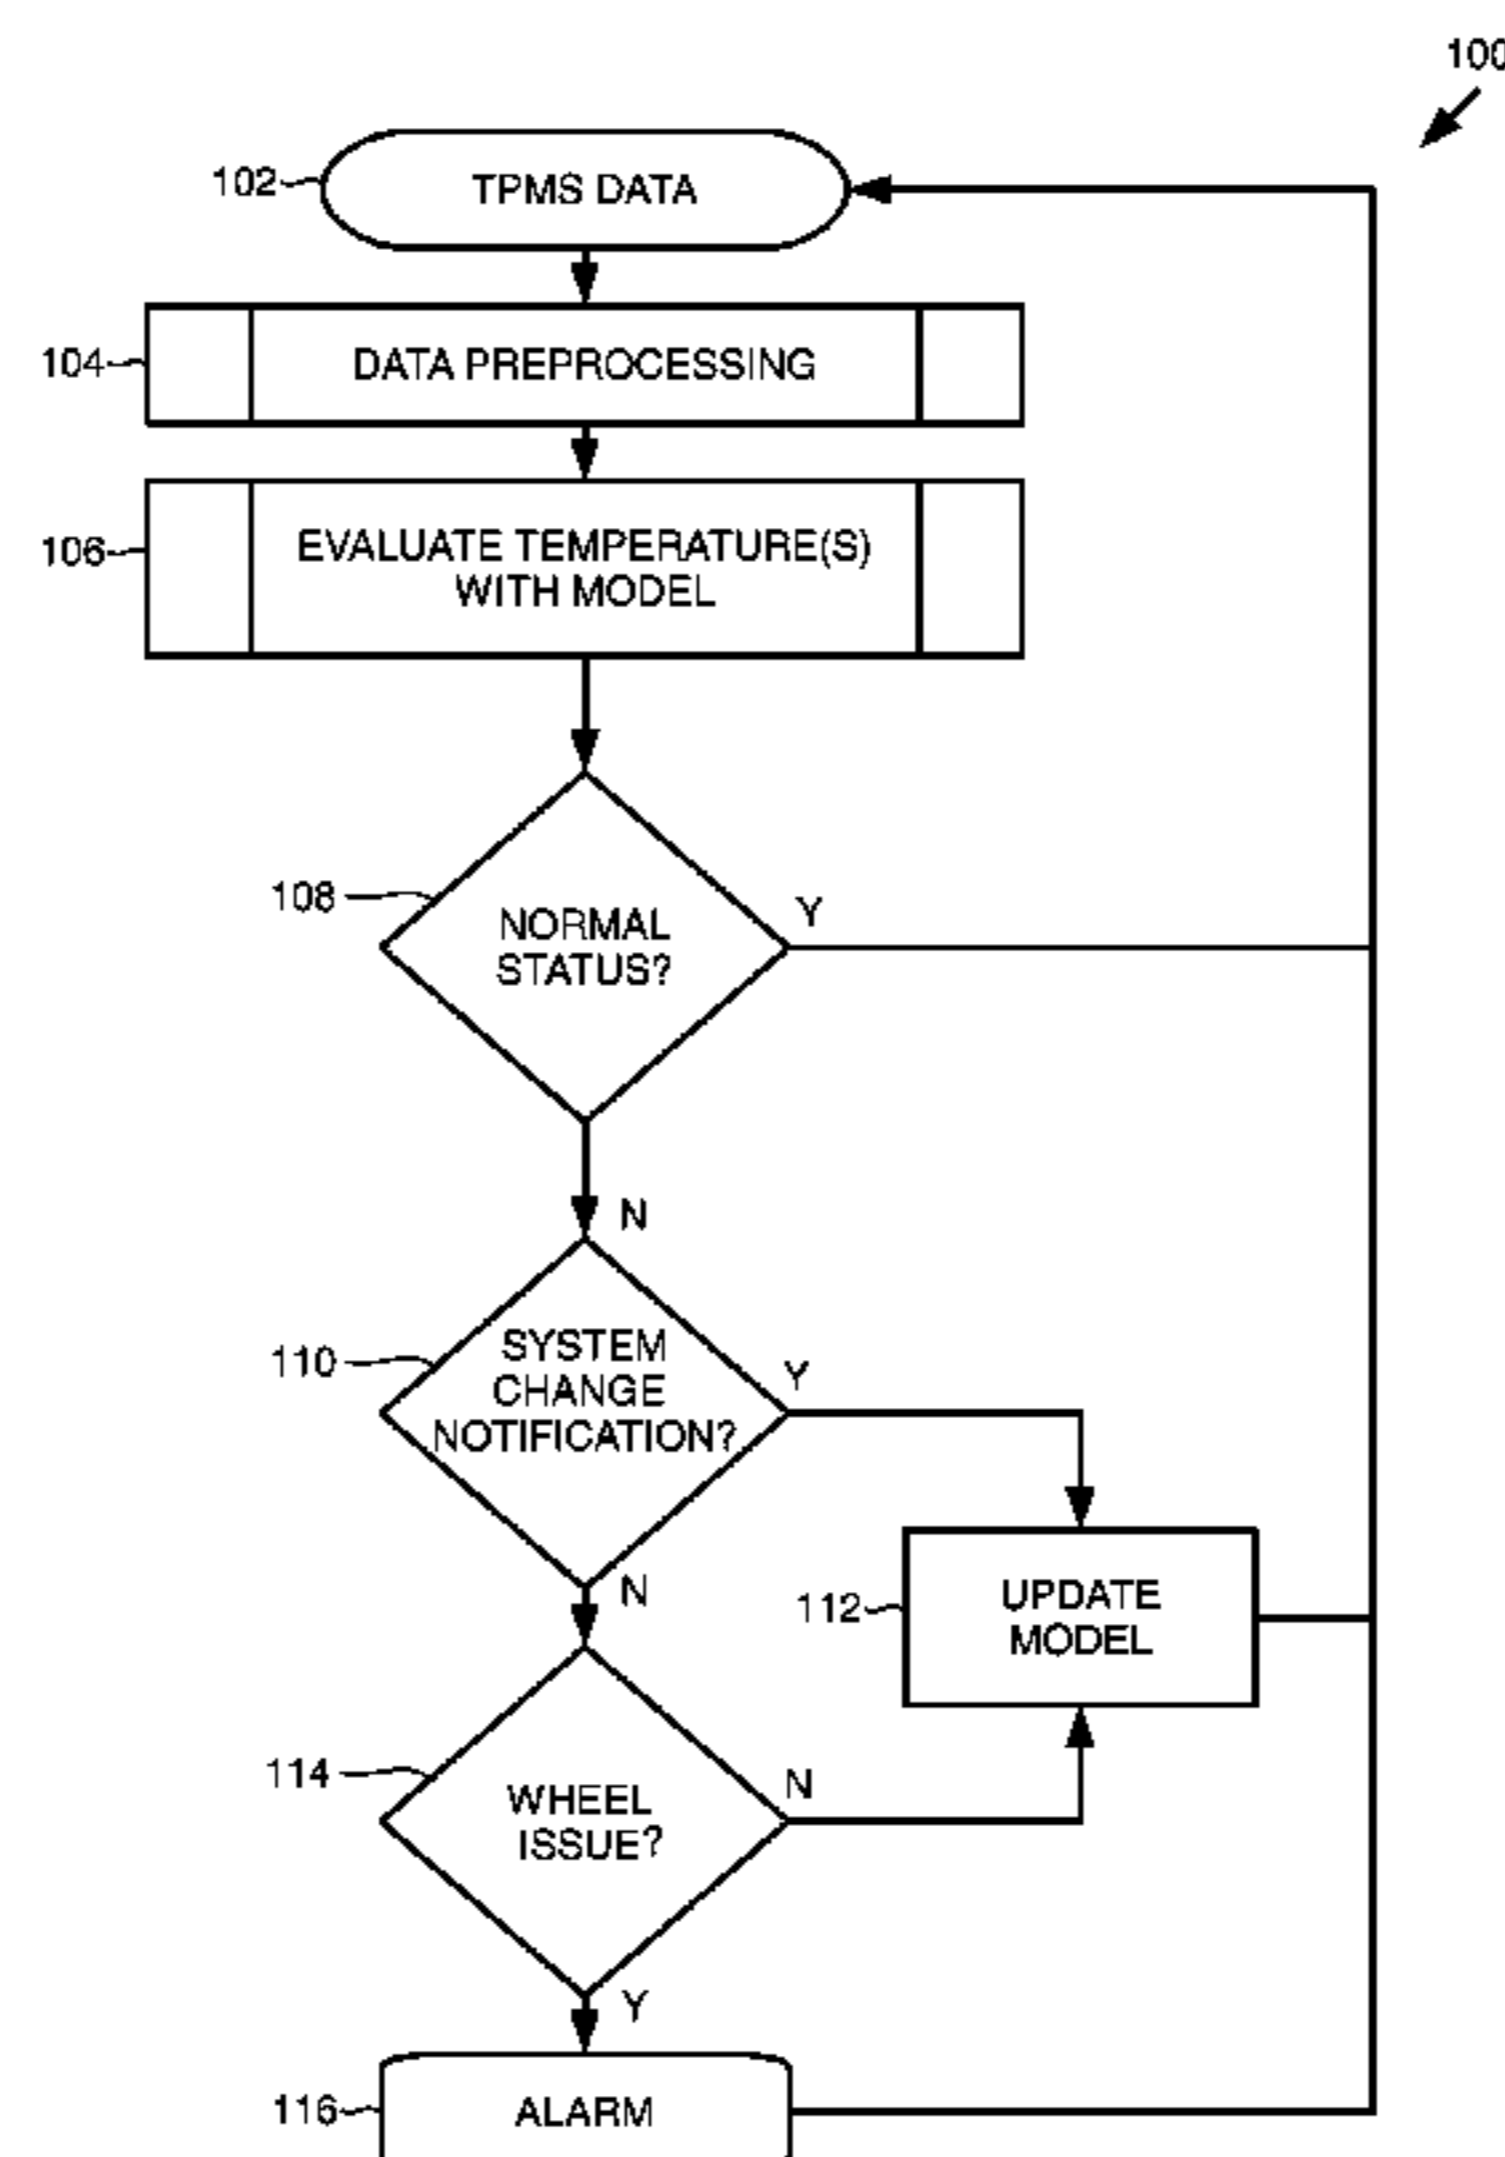 100
102
TPMS DATA
104
DATA PREPROCESSING
106
EVALUATE TEMPERATURE(S)
WITH MODEL
108
NORMAL
STATUS?
Y
N
110
SYSTEM
CHANGE
NOTIFICATION?
Y
N
112
UPDATE
MODEL
114
WHEEL
ISSUE?
N
Y
116
ALARM